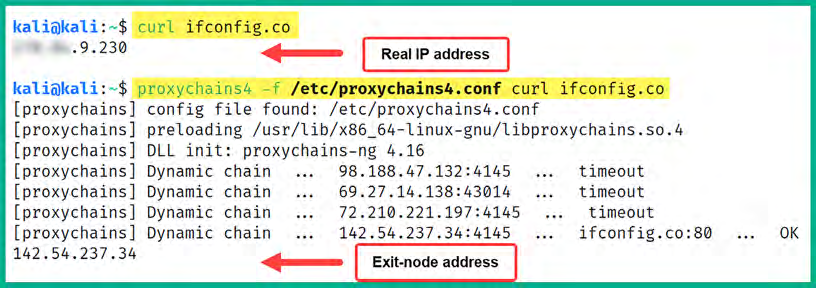 kali@kali:~$ curl ifconfig.co
.9.230
Real IP address
kali@kali:~$ proxychains4 -f /etc/proxychains4.conf curl ifconfig.co
[proxychains] config file found: /etc/proxychains4.conf
[proxychains] preloading /usr/lib/x86_64-linux-gnu/libproxychains.so.4
[proxychains] DLL init: proxychains-ng 4.16
[proxychains] Dynamic chain ... 98.188.47.132:4145 ... timeout
[proxychains] Dynamic chain ... 69.27.14.138:43014 ... timeout
[proxychains] Dynamic chain ... 72.210.221.197:4145 ... timeout
[proxychains] Dynamic chain ... 142.54.237.34:4145 ... ifconfig.co:80 ... OK
142.54.237.34
Exit-node address